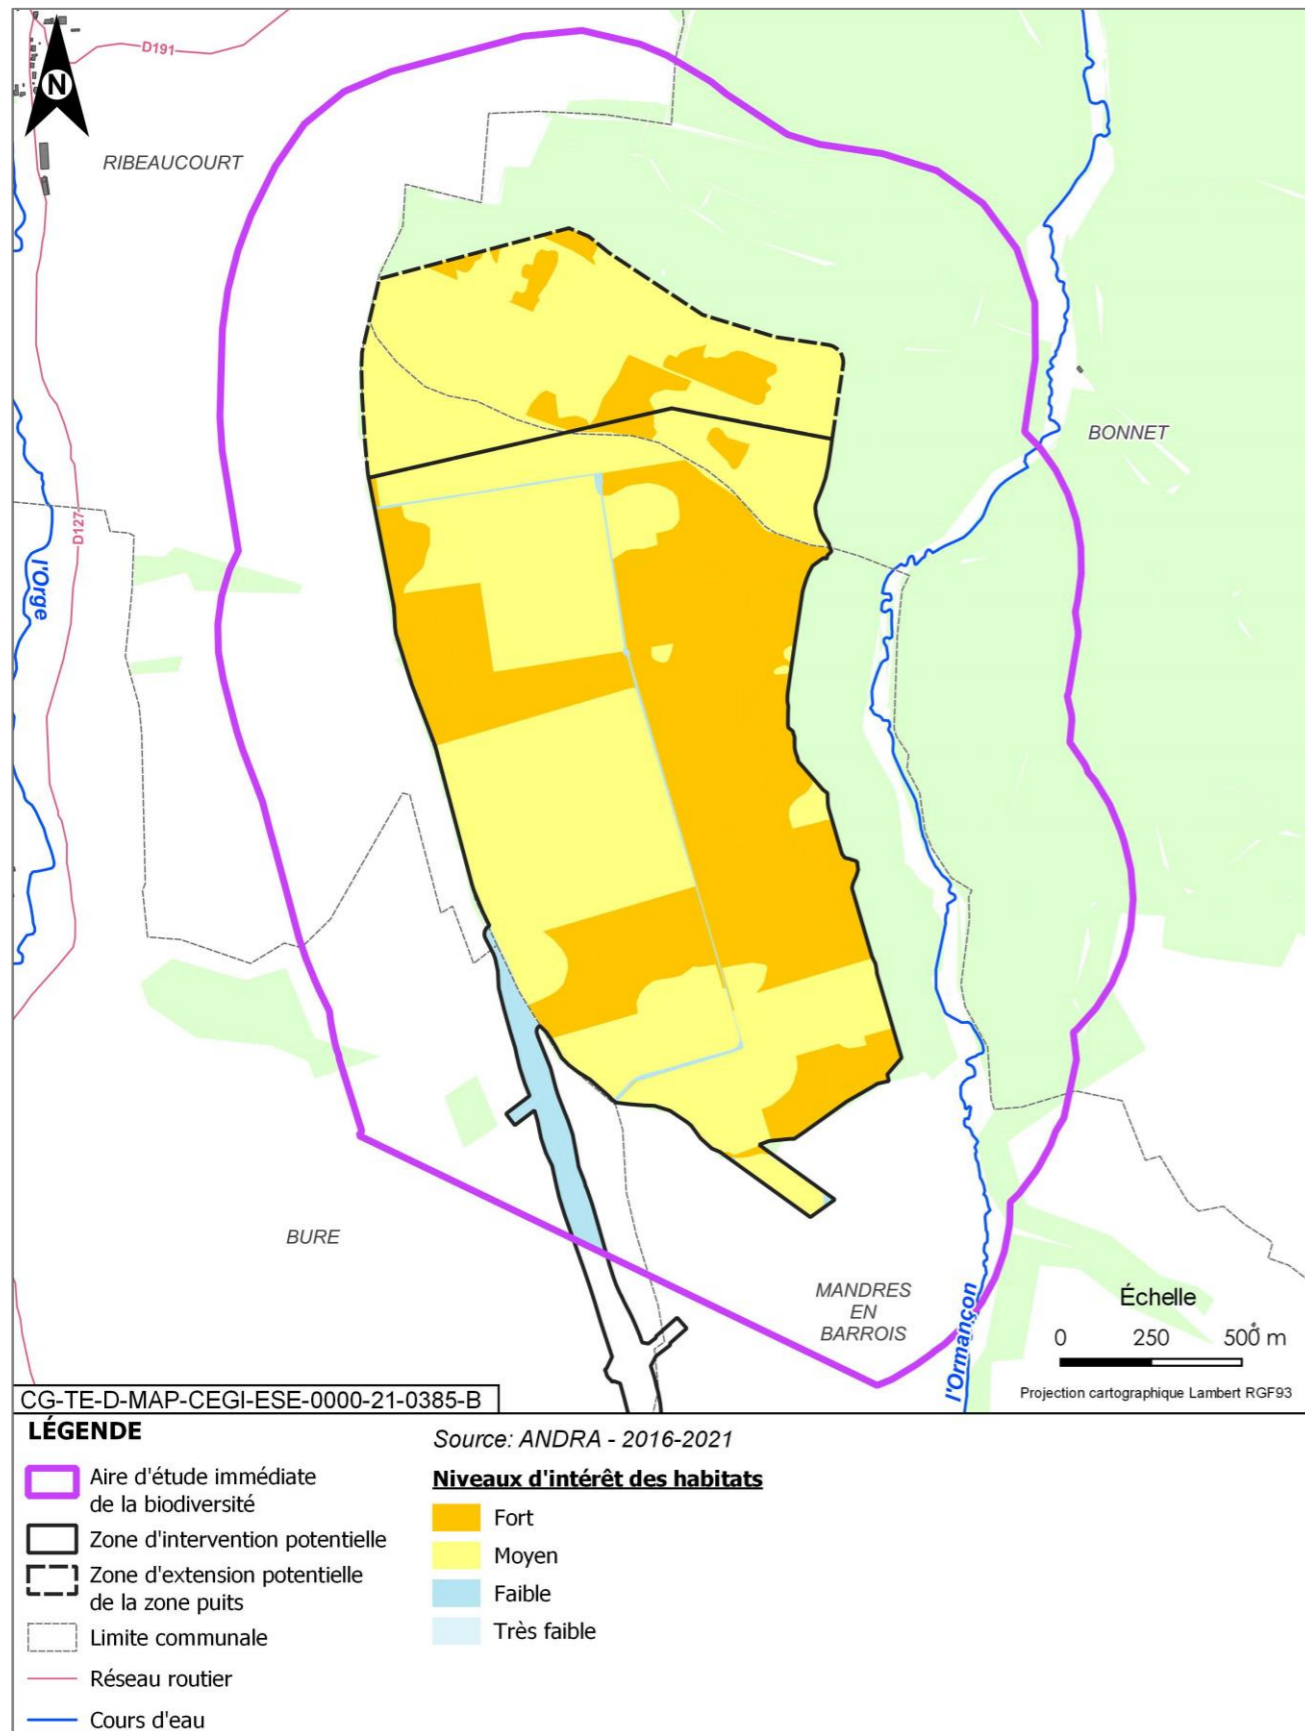 D191
N
RIBEAUCOURT
BONNET
D127
l'Orge
BURE
MANDRES
EN
BARROIS
l'Ormançon
Échelle
0 250 500 m
Projection cartographique Lambert RGF93
CG-TE-D-MAP-CEGI-ESE-0000-21-0385-B
LÉGENDE
Aire d'étude immédiate
de la biodiversité
Zone d'intervention potentielle
Zone d'extension potentielle
de la zone puits
Limite communale
Réseau routier
Cours d'eau
Source: ANDRA - 2016-2021
Niveaux d'intérêt des habitats
Fort
Moyen
Faible
Très faible